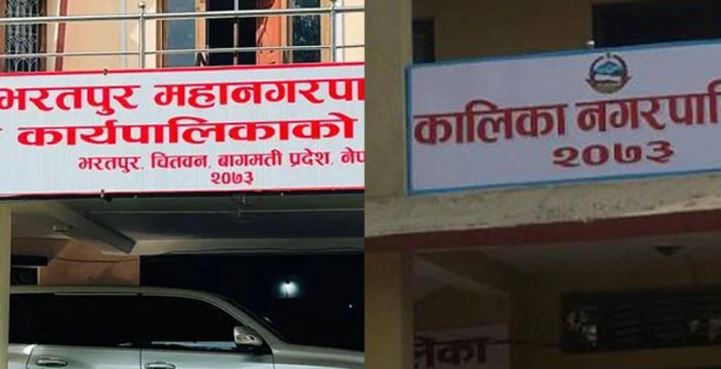 भरतपुर महानगरपा
कार्यपालिकाको
भरतपुर, चितवन, बागमती प्रदेश, नेप
२०७३
कालिका नगरपालि
२०७३
लिका